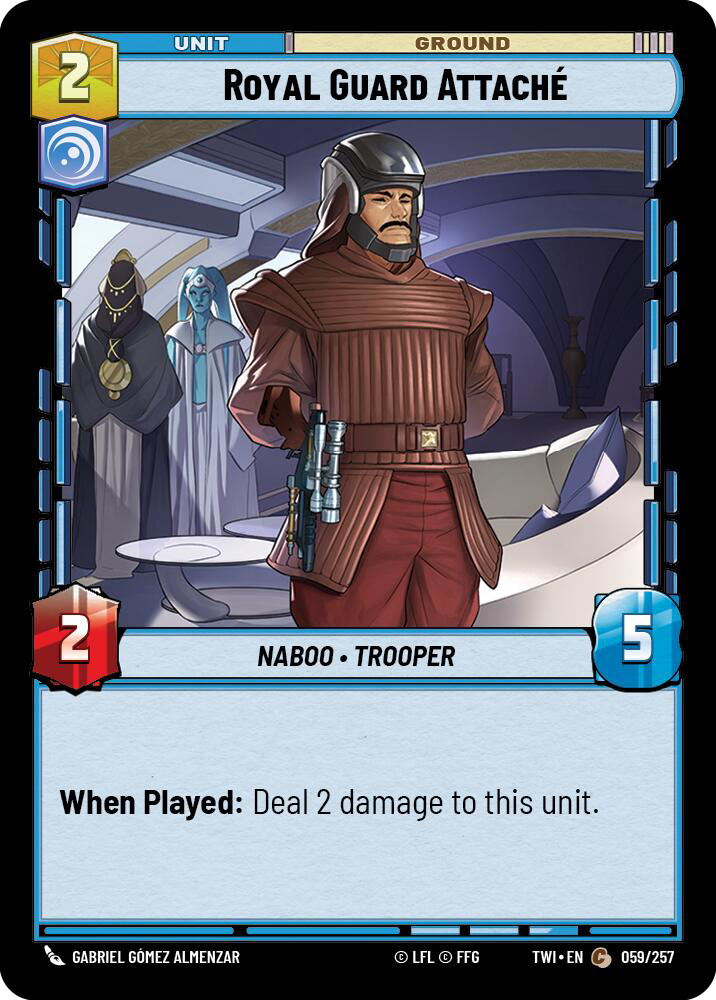 UNIT GROUND
2 ROYAL GUARD ATTACHÉ
2 NABOO • TROOPER 5
When Played: Deal 2 damage to this unit.
GABRIEL GÓMEZ ALMENZAR © LFL © FFG TWI • EN C 059/257